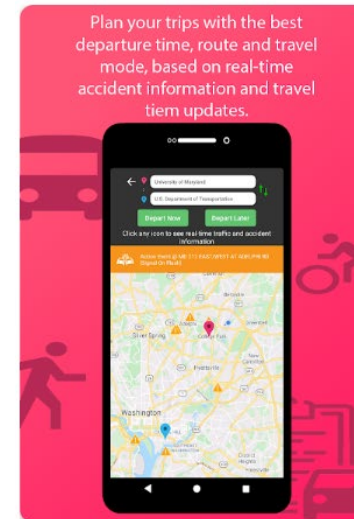 Plan your trips with the best
departure time, route and travel
mode, based on real-time
accident information and travel
tiem updates.
University of Maryland
U.S. Department of Transportation
Depart Now
Depart Later
Click any icon to see real-time traffic and accident
information
Silver Spring
College Park
Hyattsville
Washington